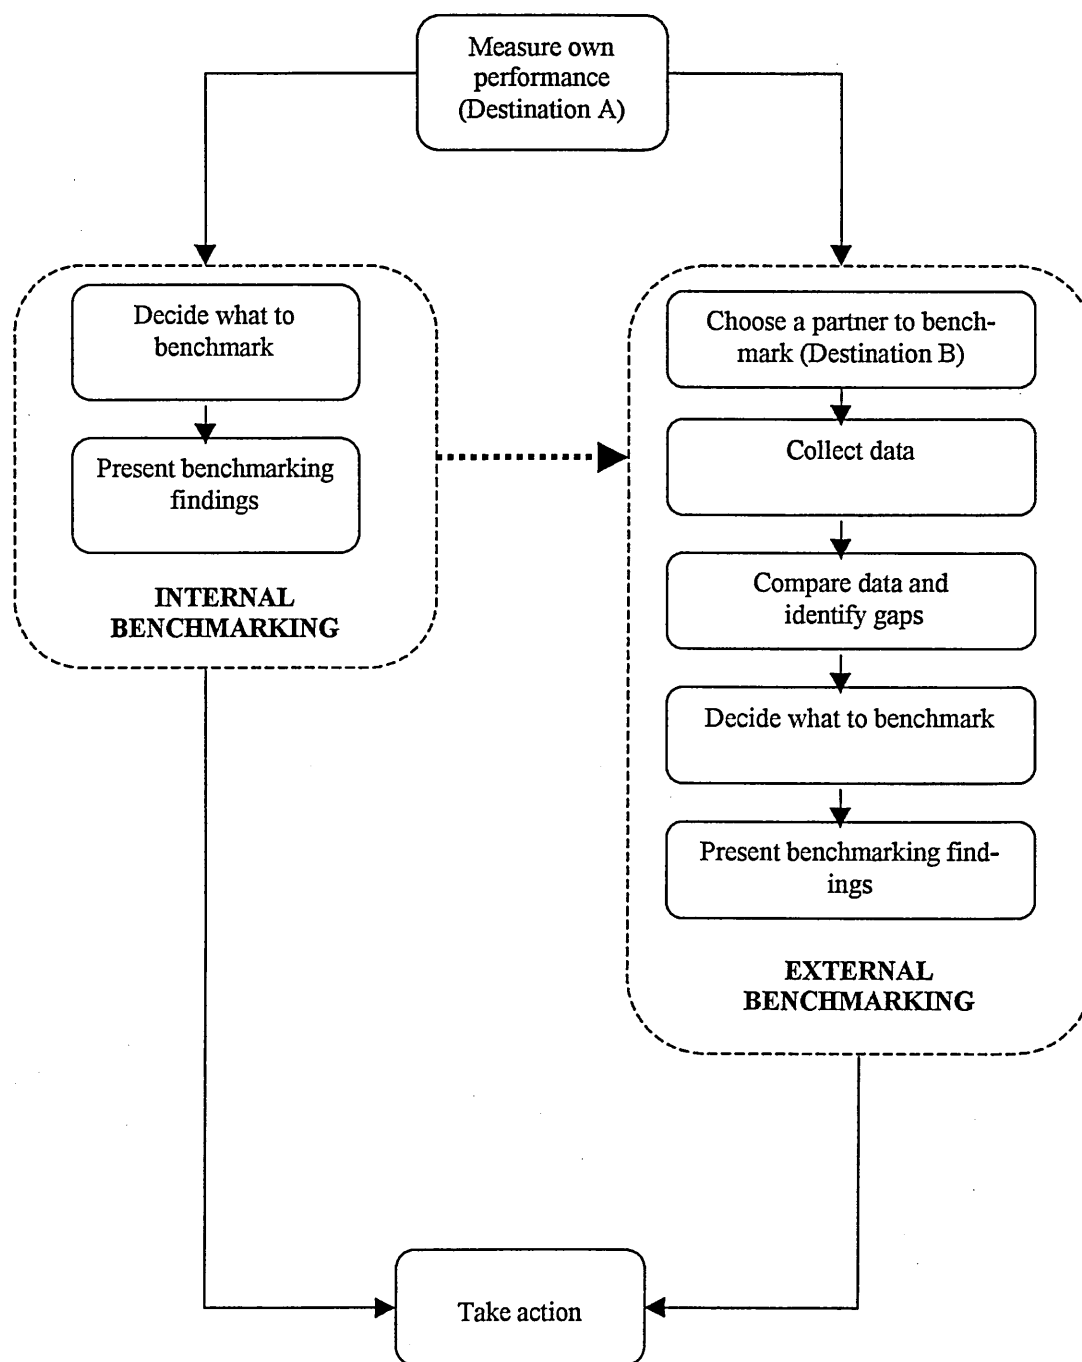 Measure own
performance
(Destination A)
Decide what to
benchmark
Present benchmarking
findings
INTERNAL
BENCHMARKING
Choose a partner to bench-
mark (Destination B)
Collect data
Compare data and
identify gaps
Decide what to benchmark
Present benchmarking find-
ings
EXTERNAL
BENCHMARKING
Take action